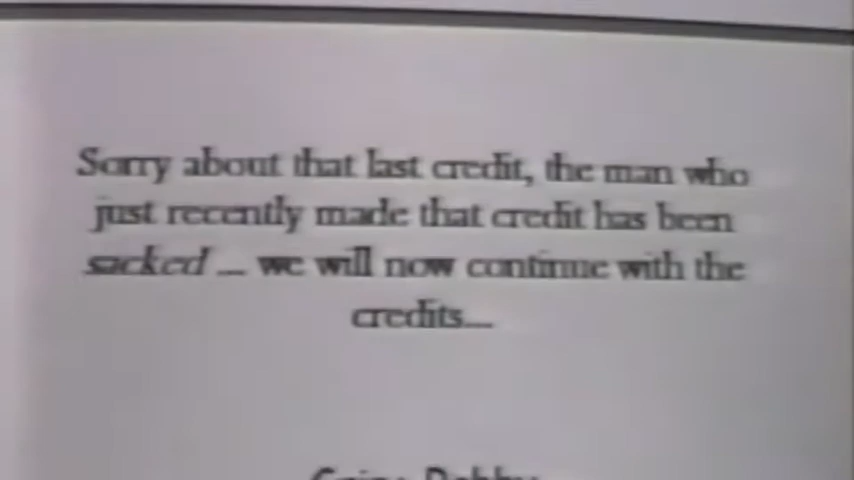 Sorry about that last credit, the man who
just recently made that credit has been
sacked ... we will now continue with the
credits...